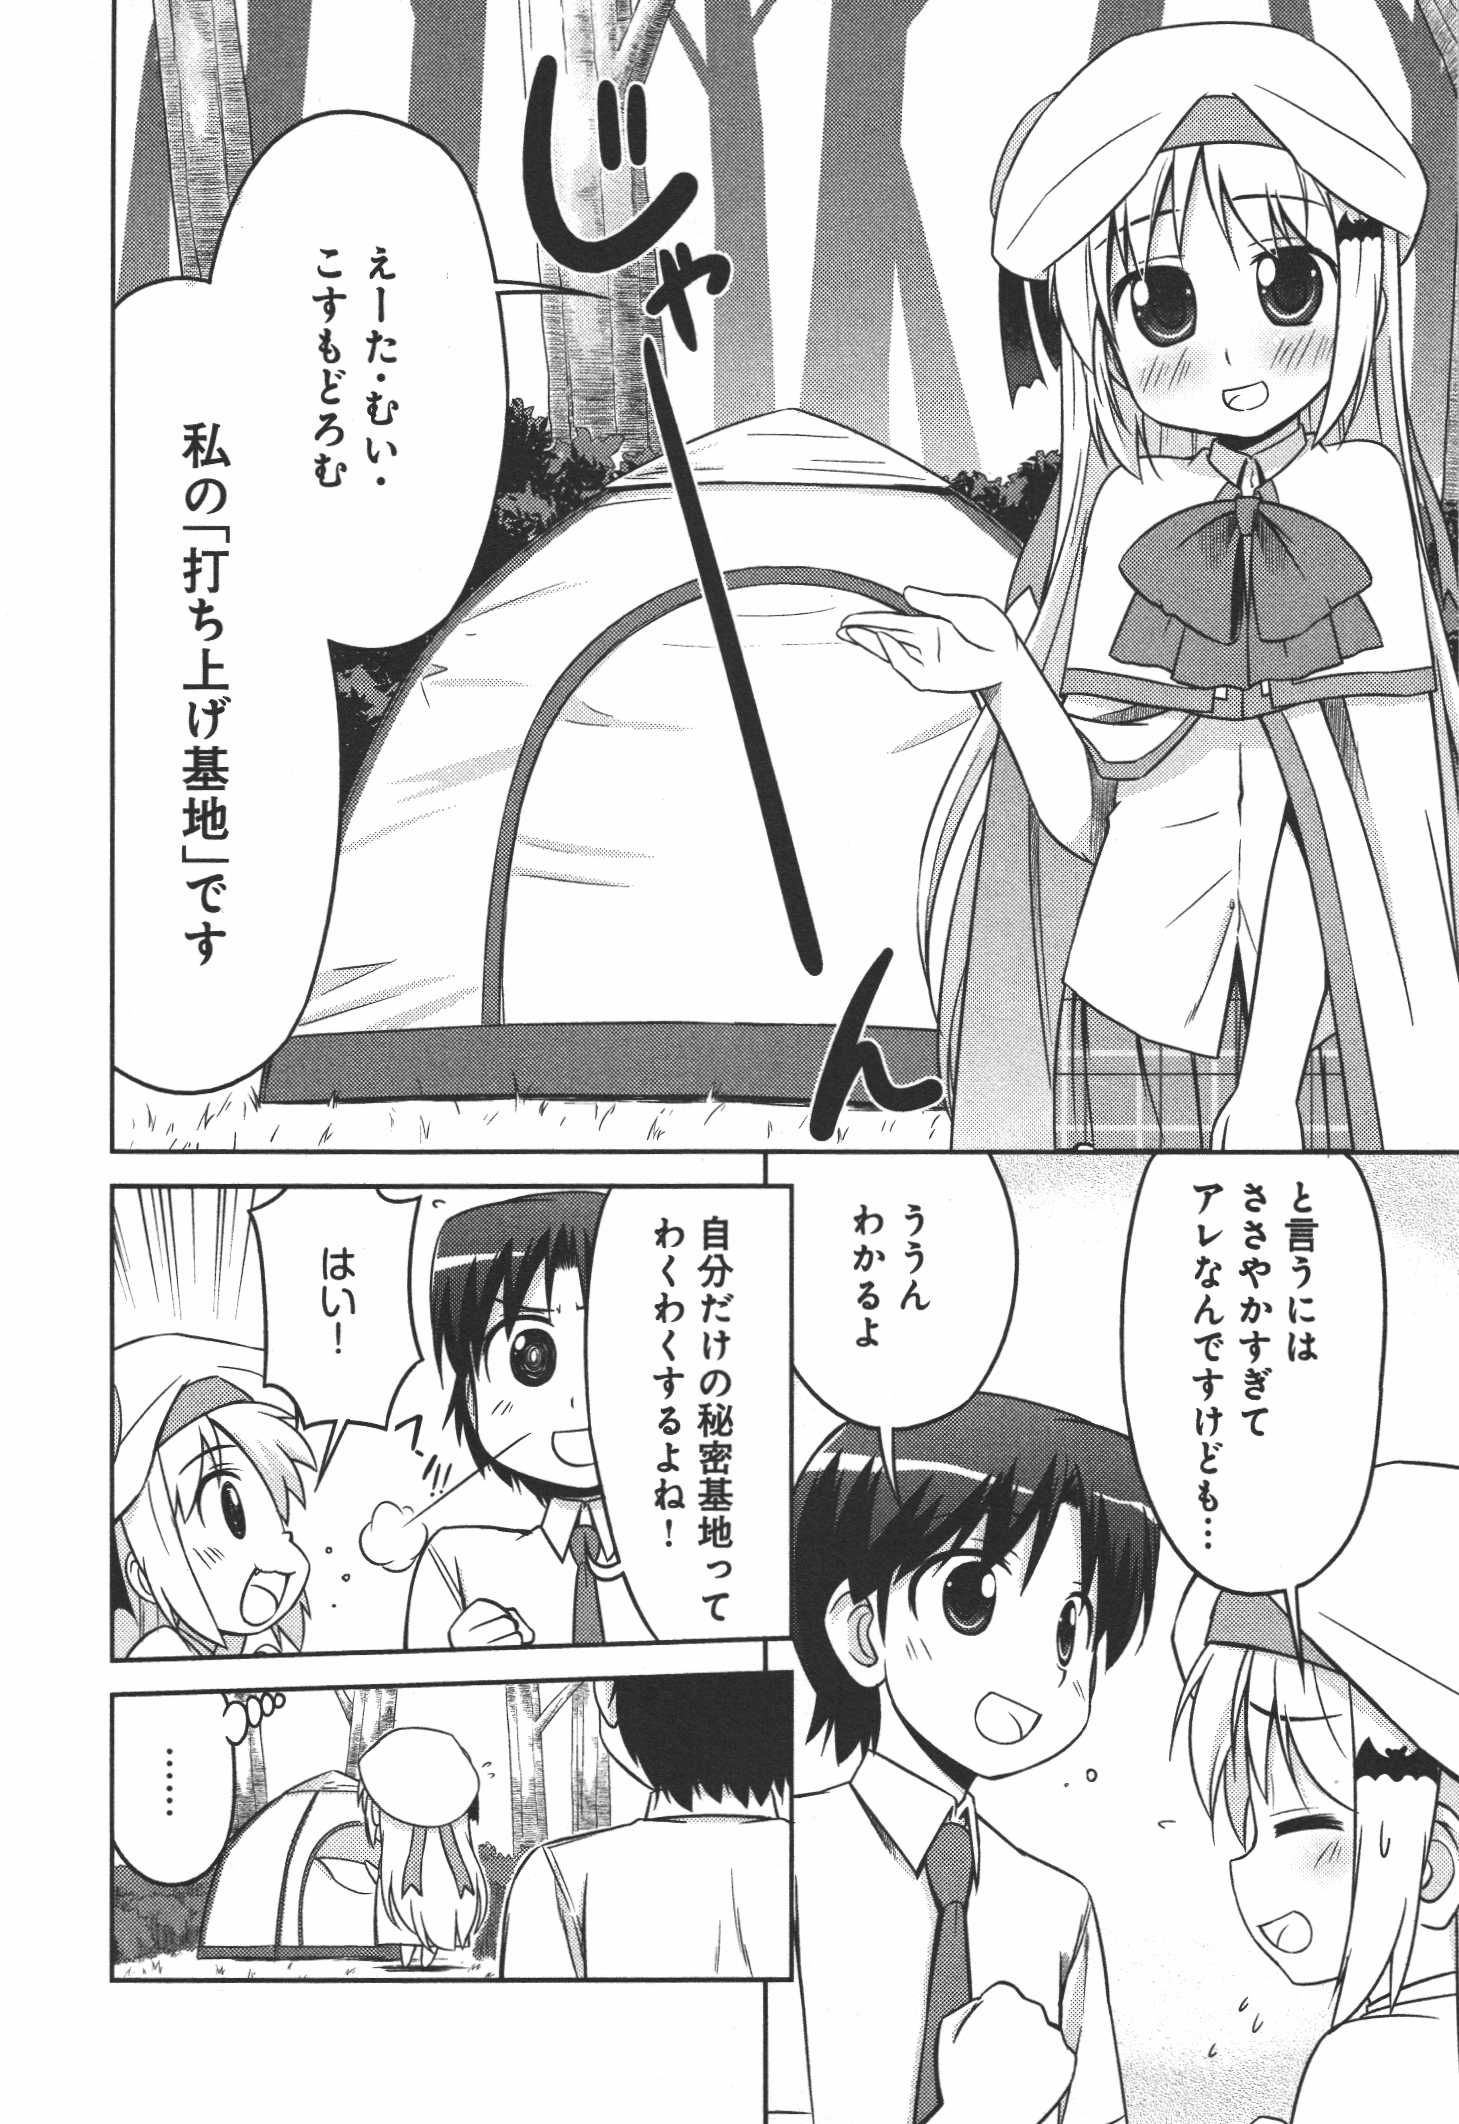 じゃーん
えーた・むい・
こすもどろむ
私の「打ち上げ基地」です
と言うには
ささやかすぎて
アレなんですけども…
ううん
わかるよ
自分だけの秘密基地って
わくわくするよね！
はい！
……